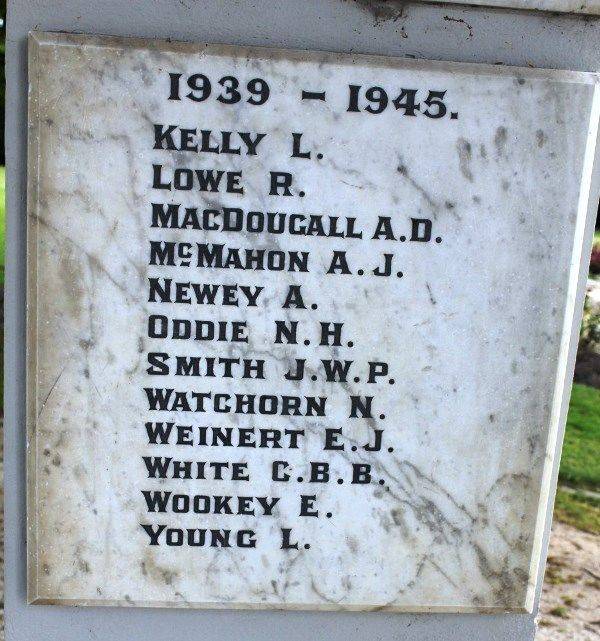 1939 – 1945.
KELLY L.
LOWE R.
MACDOUGALL A.D.
McMAHON A.J.
NEWEY A.
ODDIE N.H.
SMITH J.W.P.
WATCHORN N.
WEINERT E.J.
WHITE C.B.B.
WOOKEY E.
YOUNG L.